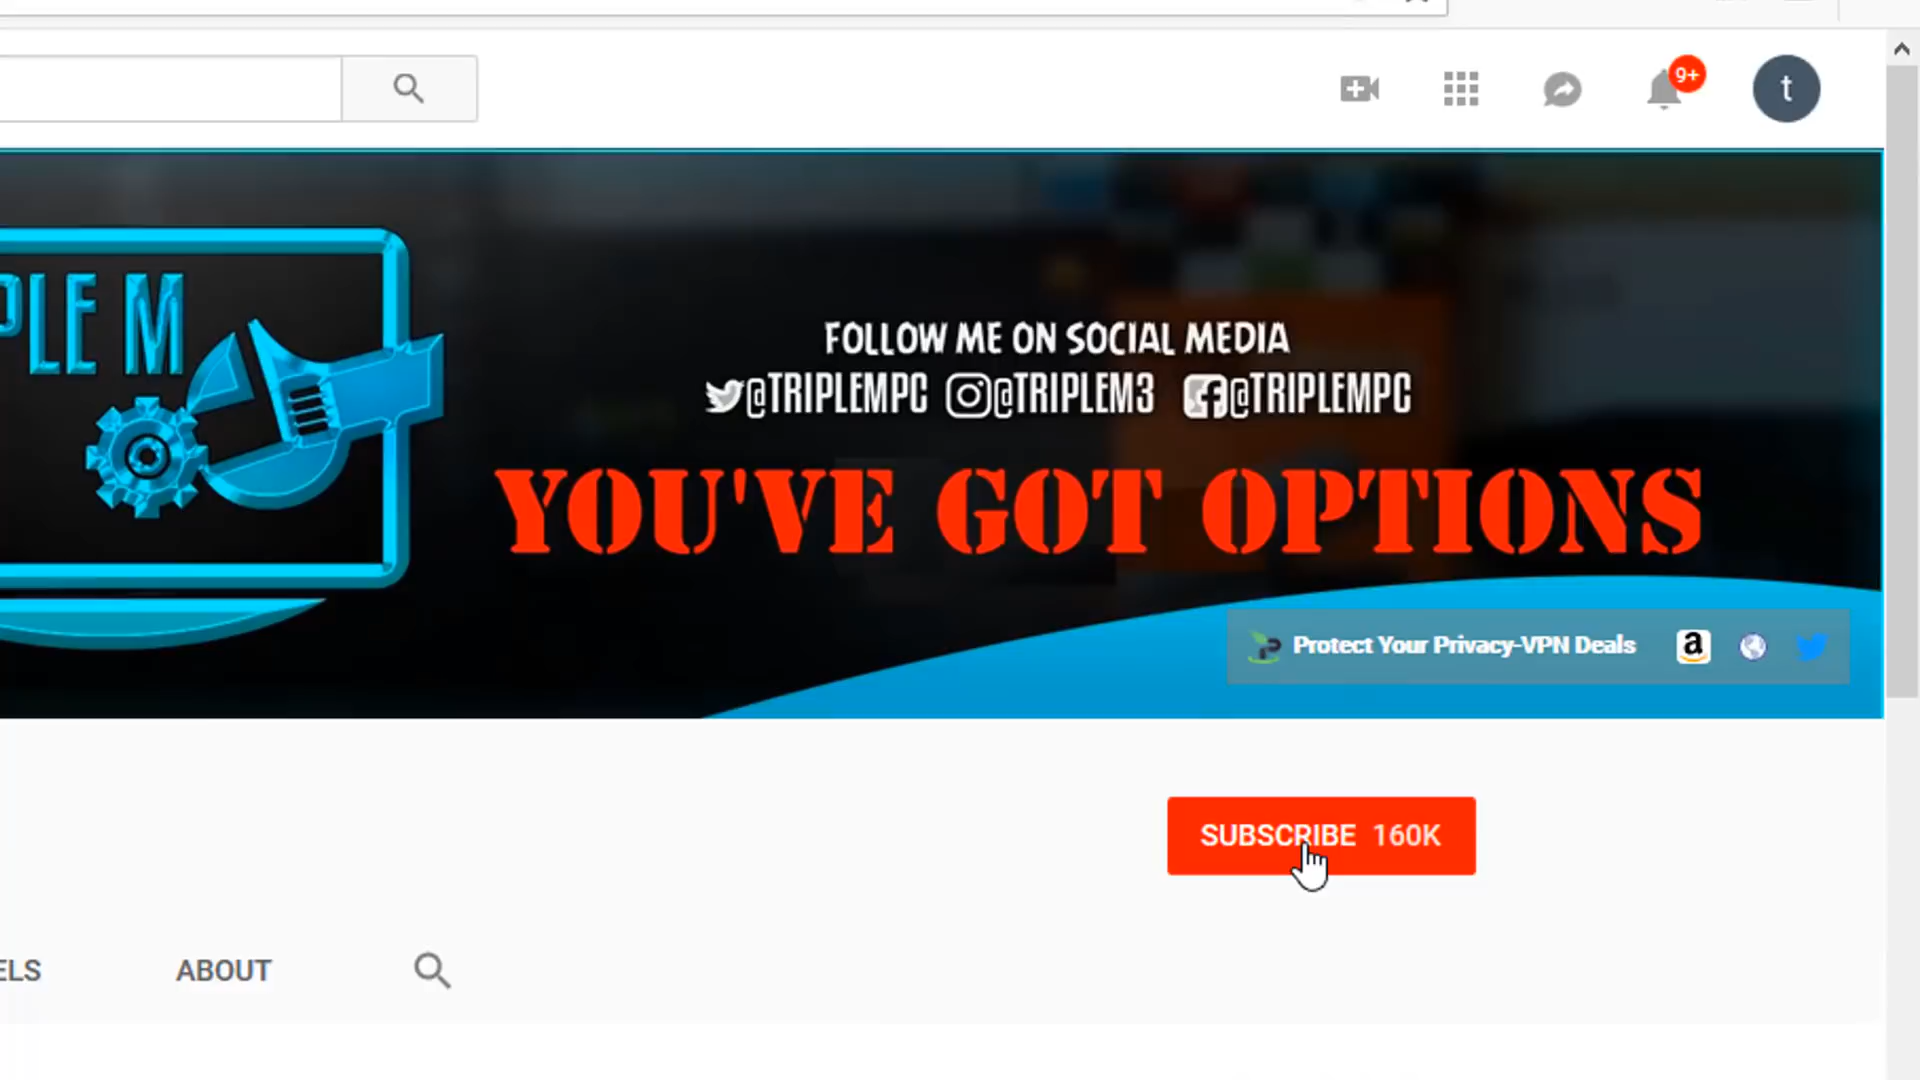 9+
t
PLE M
FOLLOW ME ON SOCIAL MEDIA
@TRIPLEMPC @TRIPLEM3 @TRIPLEMPC
YOU'VE GOT OPTIONS
Protect Your Privacy-VPN Deals
SUBSCRIBE 160K
ELS ABOUT